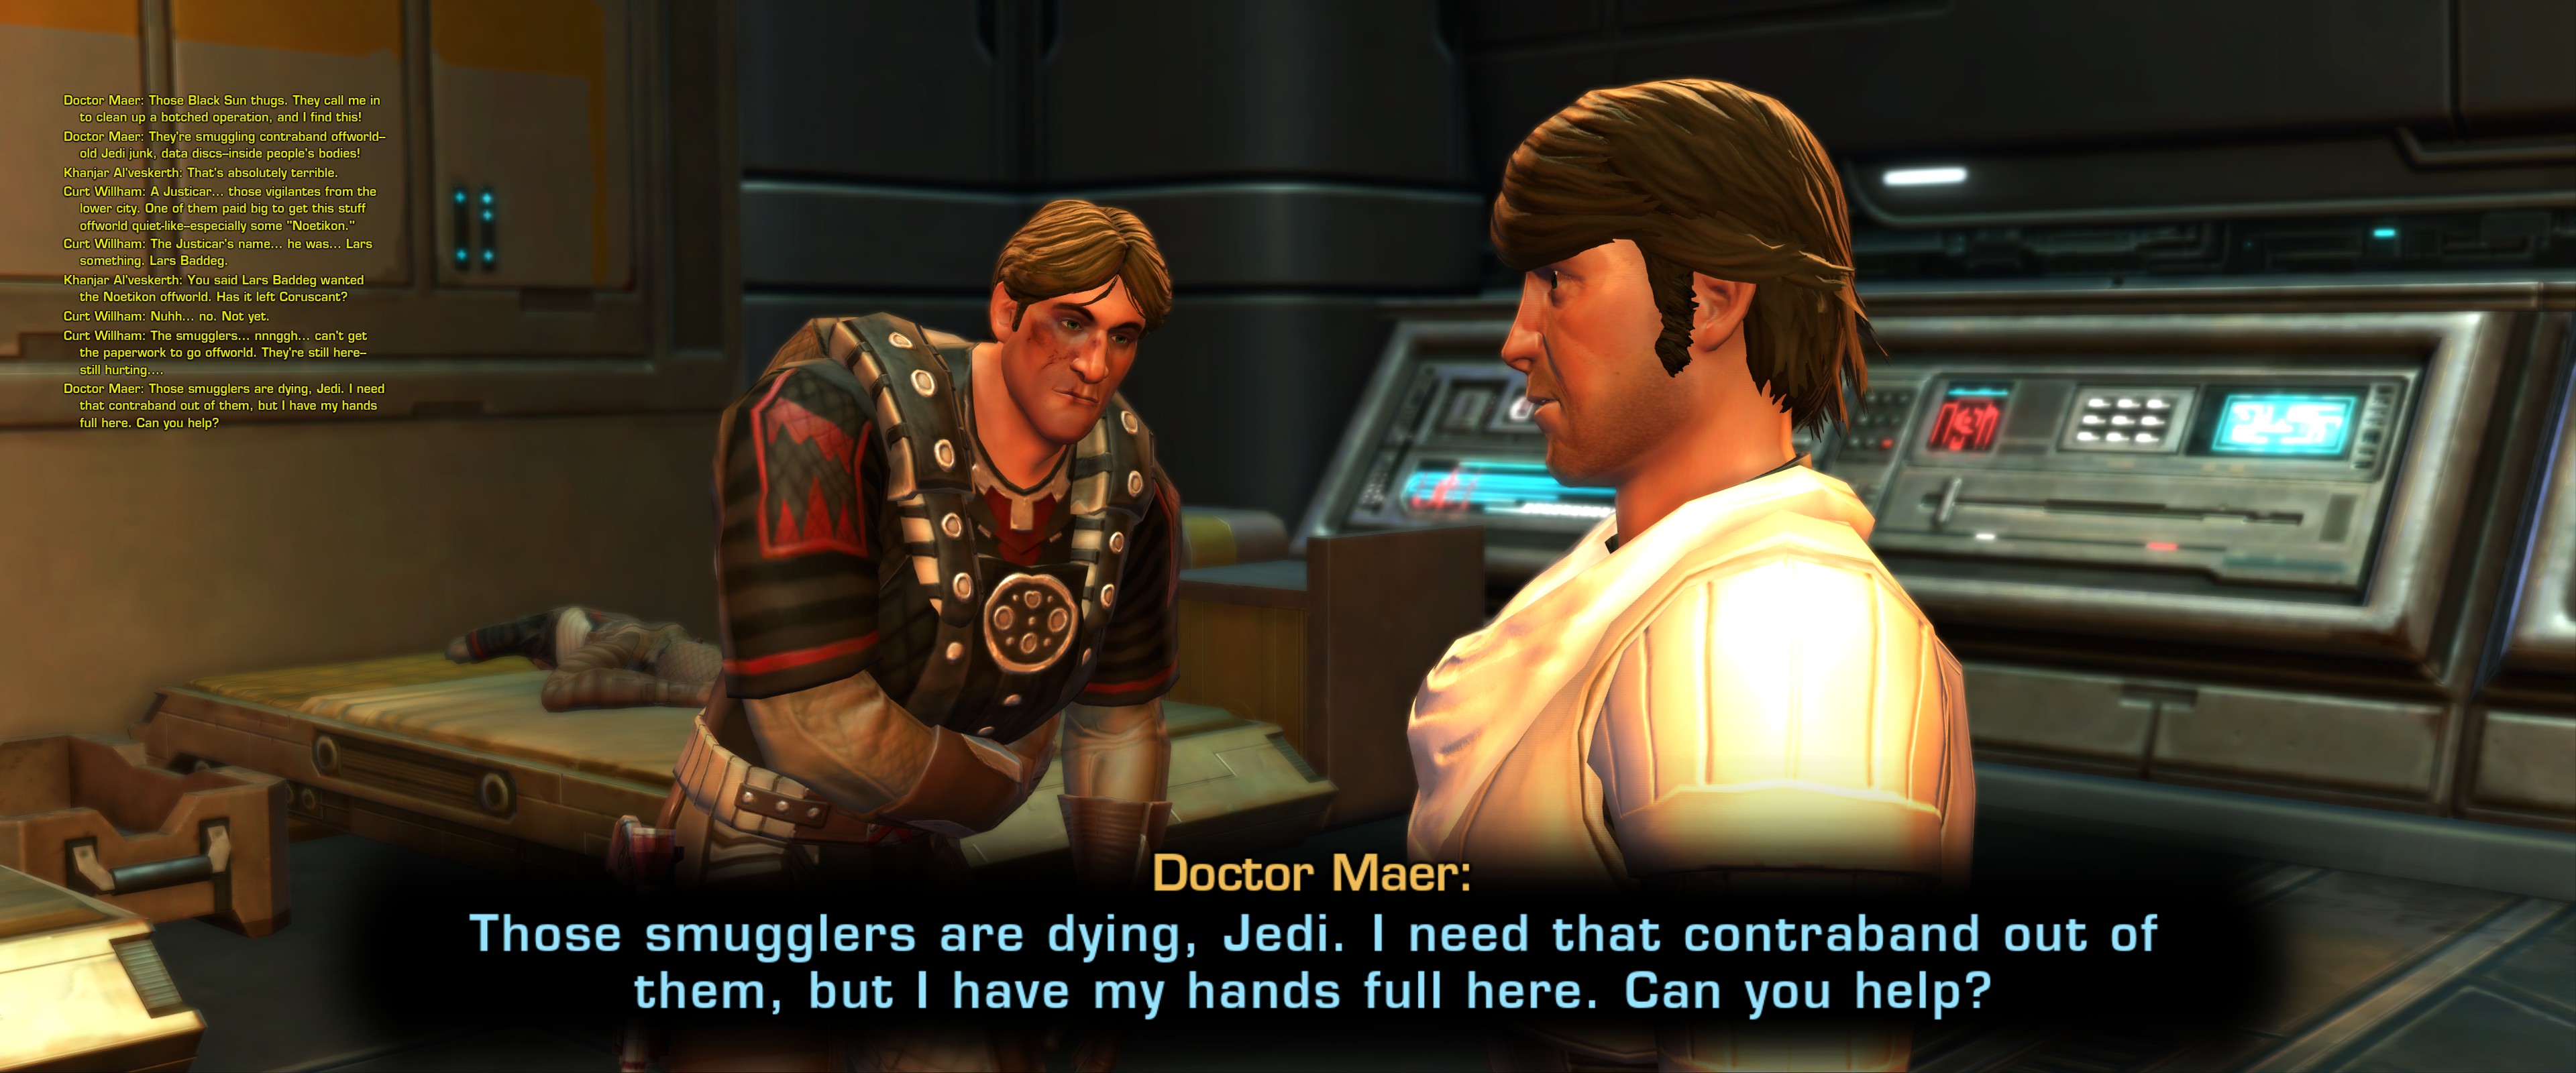 Doctor Maer: Those Black Sun thugs. They call me in
to clean up a botched operation, and I find this!
Doctor Maer: They're smuggling contraband offworld–
old Jedi junk, data discs–inside people's bodies!
Khanjar Al'veskerth: That's absolutely terrible.
Curt Willham: A Justicar... those vigilantes from the
lower city. One of them paid big to get this stuff
offworld quiet-like–especially some "Noetikon."
Curt Willham: The Justicar's name... he was... Lars
something. Lars Baddeg.
Khanjar Al'veskerth: You said Lars Baddeg wanted
the Noetikon offworld. Has it left Coruscant?
Curt Willham: Nuhh... no. Not yet.
Curt Willham: The smugglers... nnnggh... can't get
the paperwork to go offworld. They're still here–
still hurting....
Doctor Maer: Those smugglers are dying, Jedi. I need
that contraband out of them, but I have my hands
full here. Can you help?
Doctor Maer:
Those smugglers are dying, Jedi. I need that contraband out of
them, but I have my hands full here. Can you help?